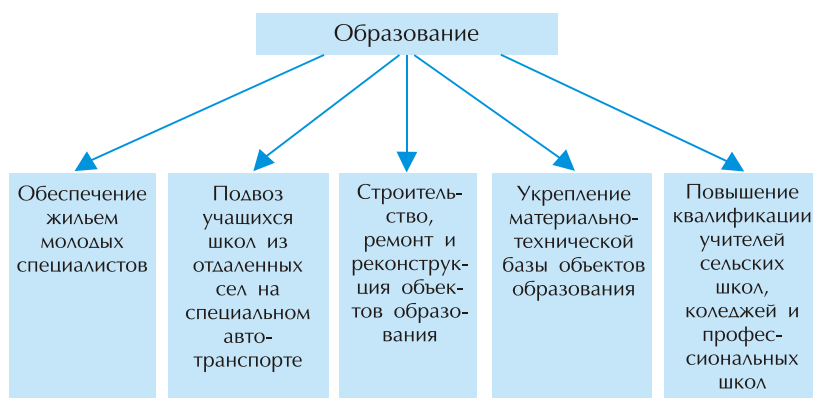 Образование
Обеспечение
жильем
молодых
специалистов
Подвоз
учащихся
школ из
отдаленных
сел на
специальном
авто-
транспорте
Строитель-
ство,
ремонт и
реконструк-
ция объек-
тов образо-
вания
Укрепление
материально-
технической
базы объектов
образования
Повышение
квалификации
учителей
сельских
школ,
коледжей и
профес-
сиональных
школ